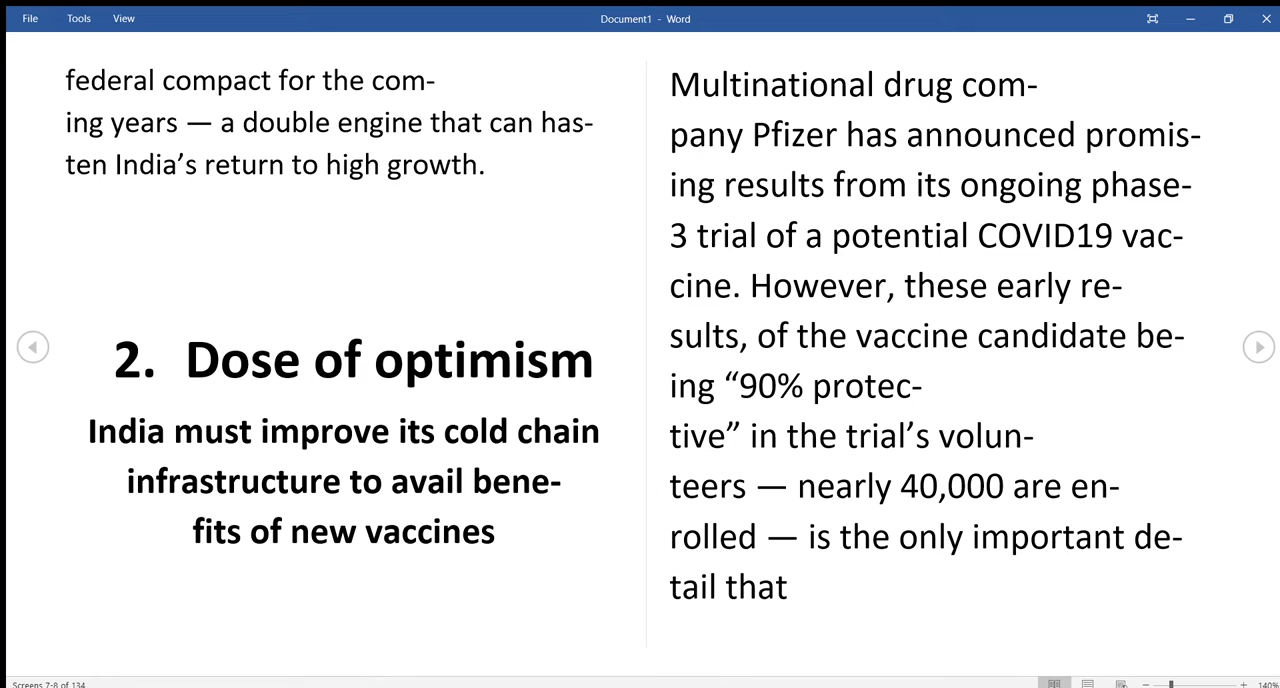 File Tools View Document1 - Word
federal compact for the com-
ing years — a double engine that can has-
ten India’s return to high growth.
2. Dose of optimism
India must improve its cold chain
infrastructure to avail bene-
fits of new vaccines
Multinational drug com-
pany Pfizer has announced promis-
ing results from its ongoing phase-
3 trial of a potential COVID19 vac-
cine. However, these early re-
sults, of the vaccine candidate be-
ing “90% protec-
tive” in the trial’s volun-
teers — nearly 40,000 are en-
rolled — is the only important de-
tail that
Screens 7-8 of 134 140%